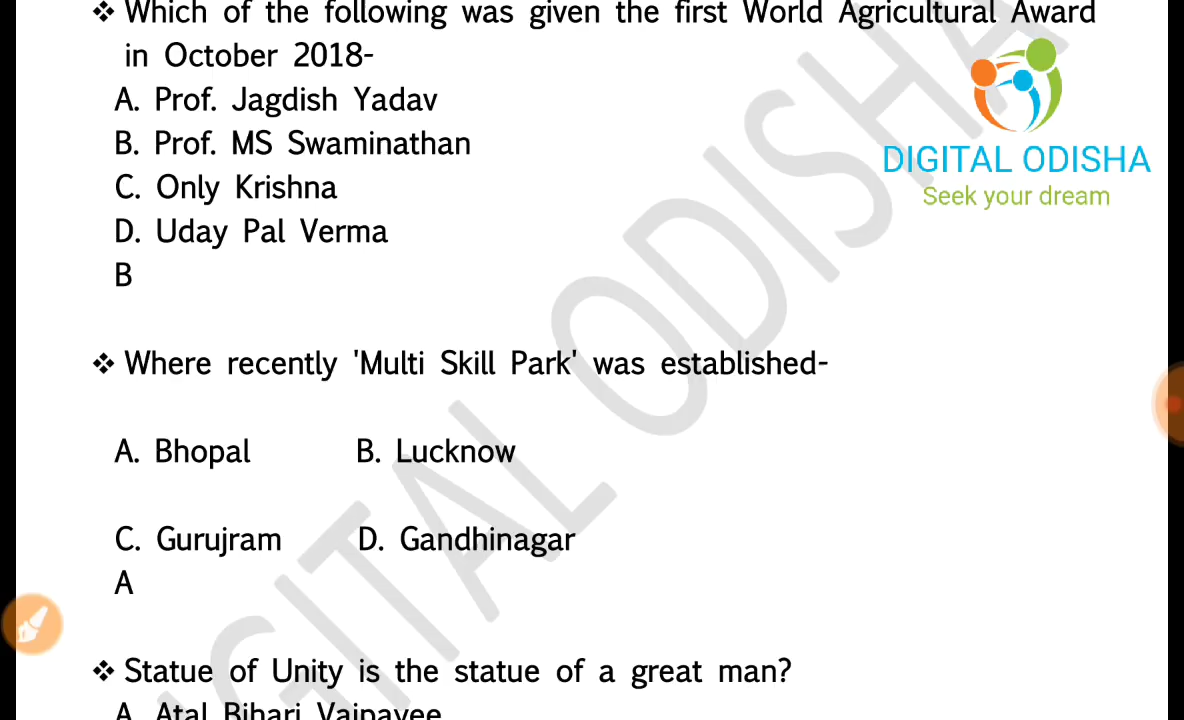 ❖ Which of the following was given the first World Agricultural Award
in October 2018-
A. Prof. Jagdish Yadav
B. Prof. MS Swaminathan
C. Only Krishna
D. Uday Pal Verma
B
DIGITAL ODISHA
Seek your dream
❖ Where recently 'Multi Skill Park' was established-
A. Bhopal B. Lucknow
C. Gurujram D. Gandhinagar
A
❖ Statue of Unity is the statue of a great man?
A. Atal Bihari Vajpayee
DIGITAL ODISHA